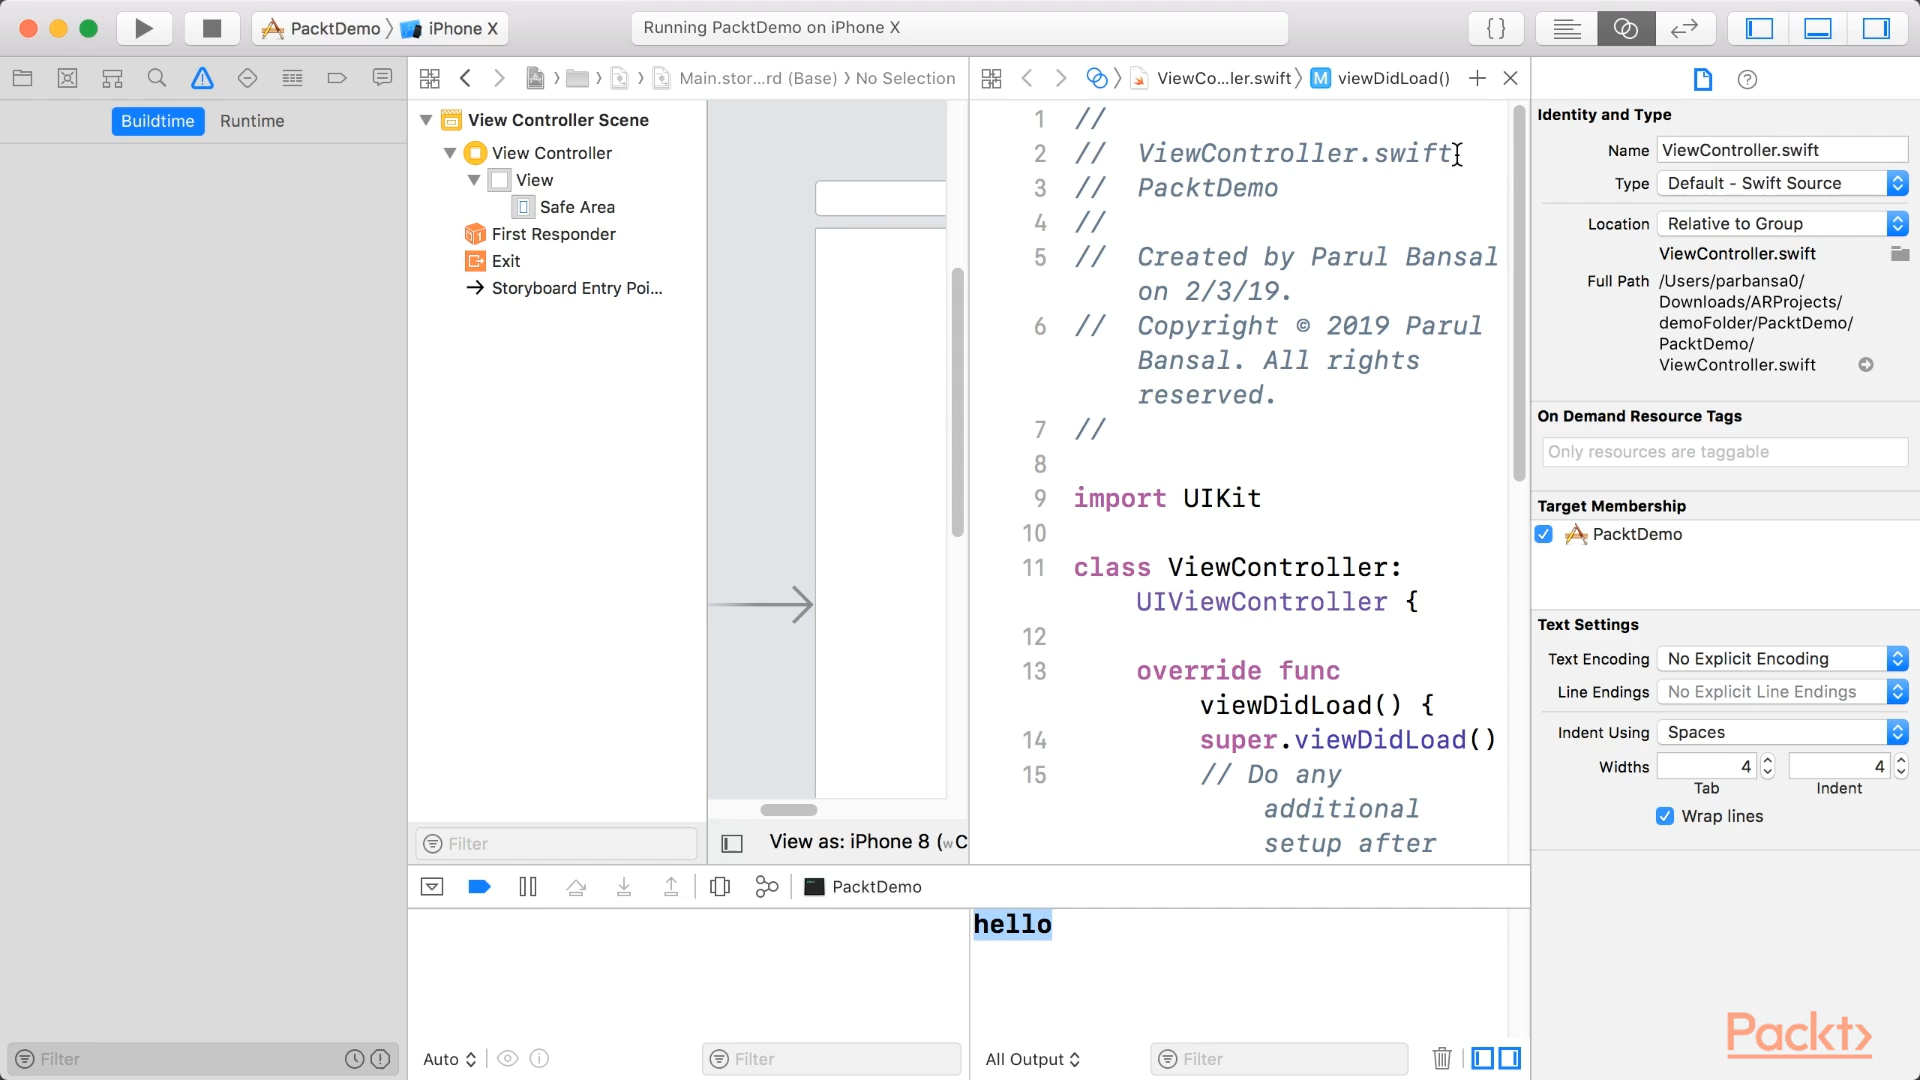 PacktDemo
iPhone X
Running PacktDemo on iPhone X
{ }
Main.stor...rd (Base)
No Selection
ViewCo...ler.swift
M
viewDidLoad()
Buildtime
Runtime
View Controller Scene
View Controller
View
Safe Area
First Responder
Exit
Storyboard Entry Poi...
Filter
View as: iPhone 8 (wC
1 //
2 // ViewController.swift
3 // PacktDemo
4 //
5 // Created by Parul Bansal
on 2/3/19.
6 // Copyright © 2019 Parul
Bansal. All rights
reserved.
7 //
8
9 import UIKit
10
11 class ViewController:
UIViewController {
12
13 override func
viewDidLoad() {
14 super.viewDidLoad()
15 // Do any
additional
setup after
Identity and Type
Name ViewController.swift
Type Default - Swift Source
Location Relative to Group
ViewController.swift
Full Path /Users/parbansa0/
Downloads/ARProjects/
demoFolder/PacktDemo/
PacktDemo/
ViewController.swift
On Demand Resource Tags
Only resources are taggable
Target Membership
PacktDemo
Text Settings
Text Encoding No Explicit Encoding
Line Endings No Explicit Line Endings
Indent Using Spaces
Widths 4 4
Tab Indent
Wrap lines
PacktDemo
hello
Filter
Auto
Filter
All Output
Filter
Packt>